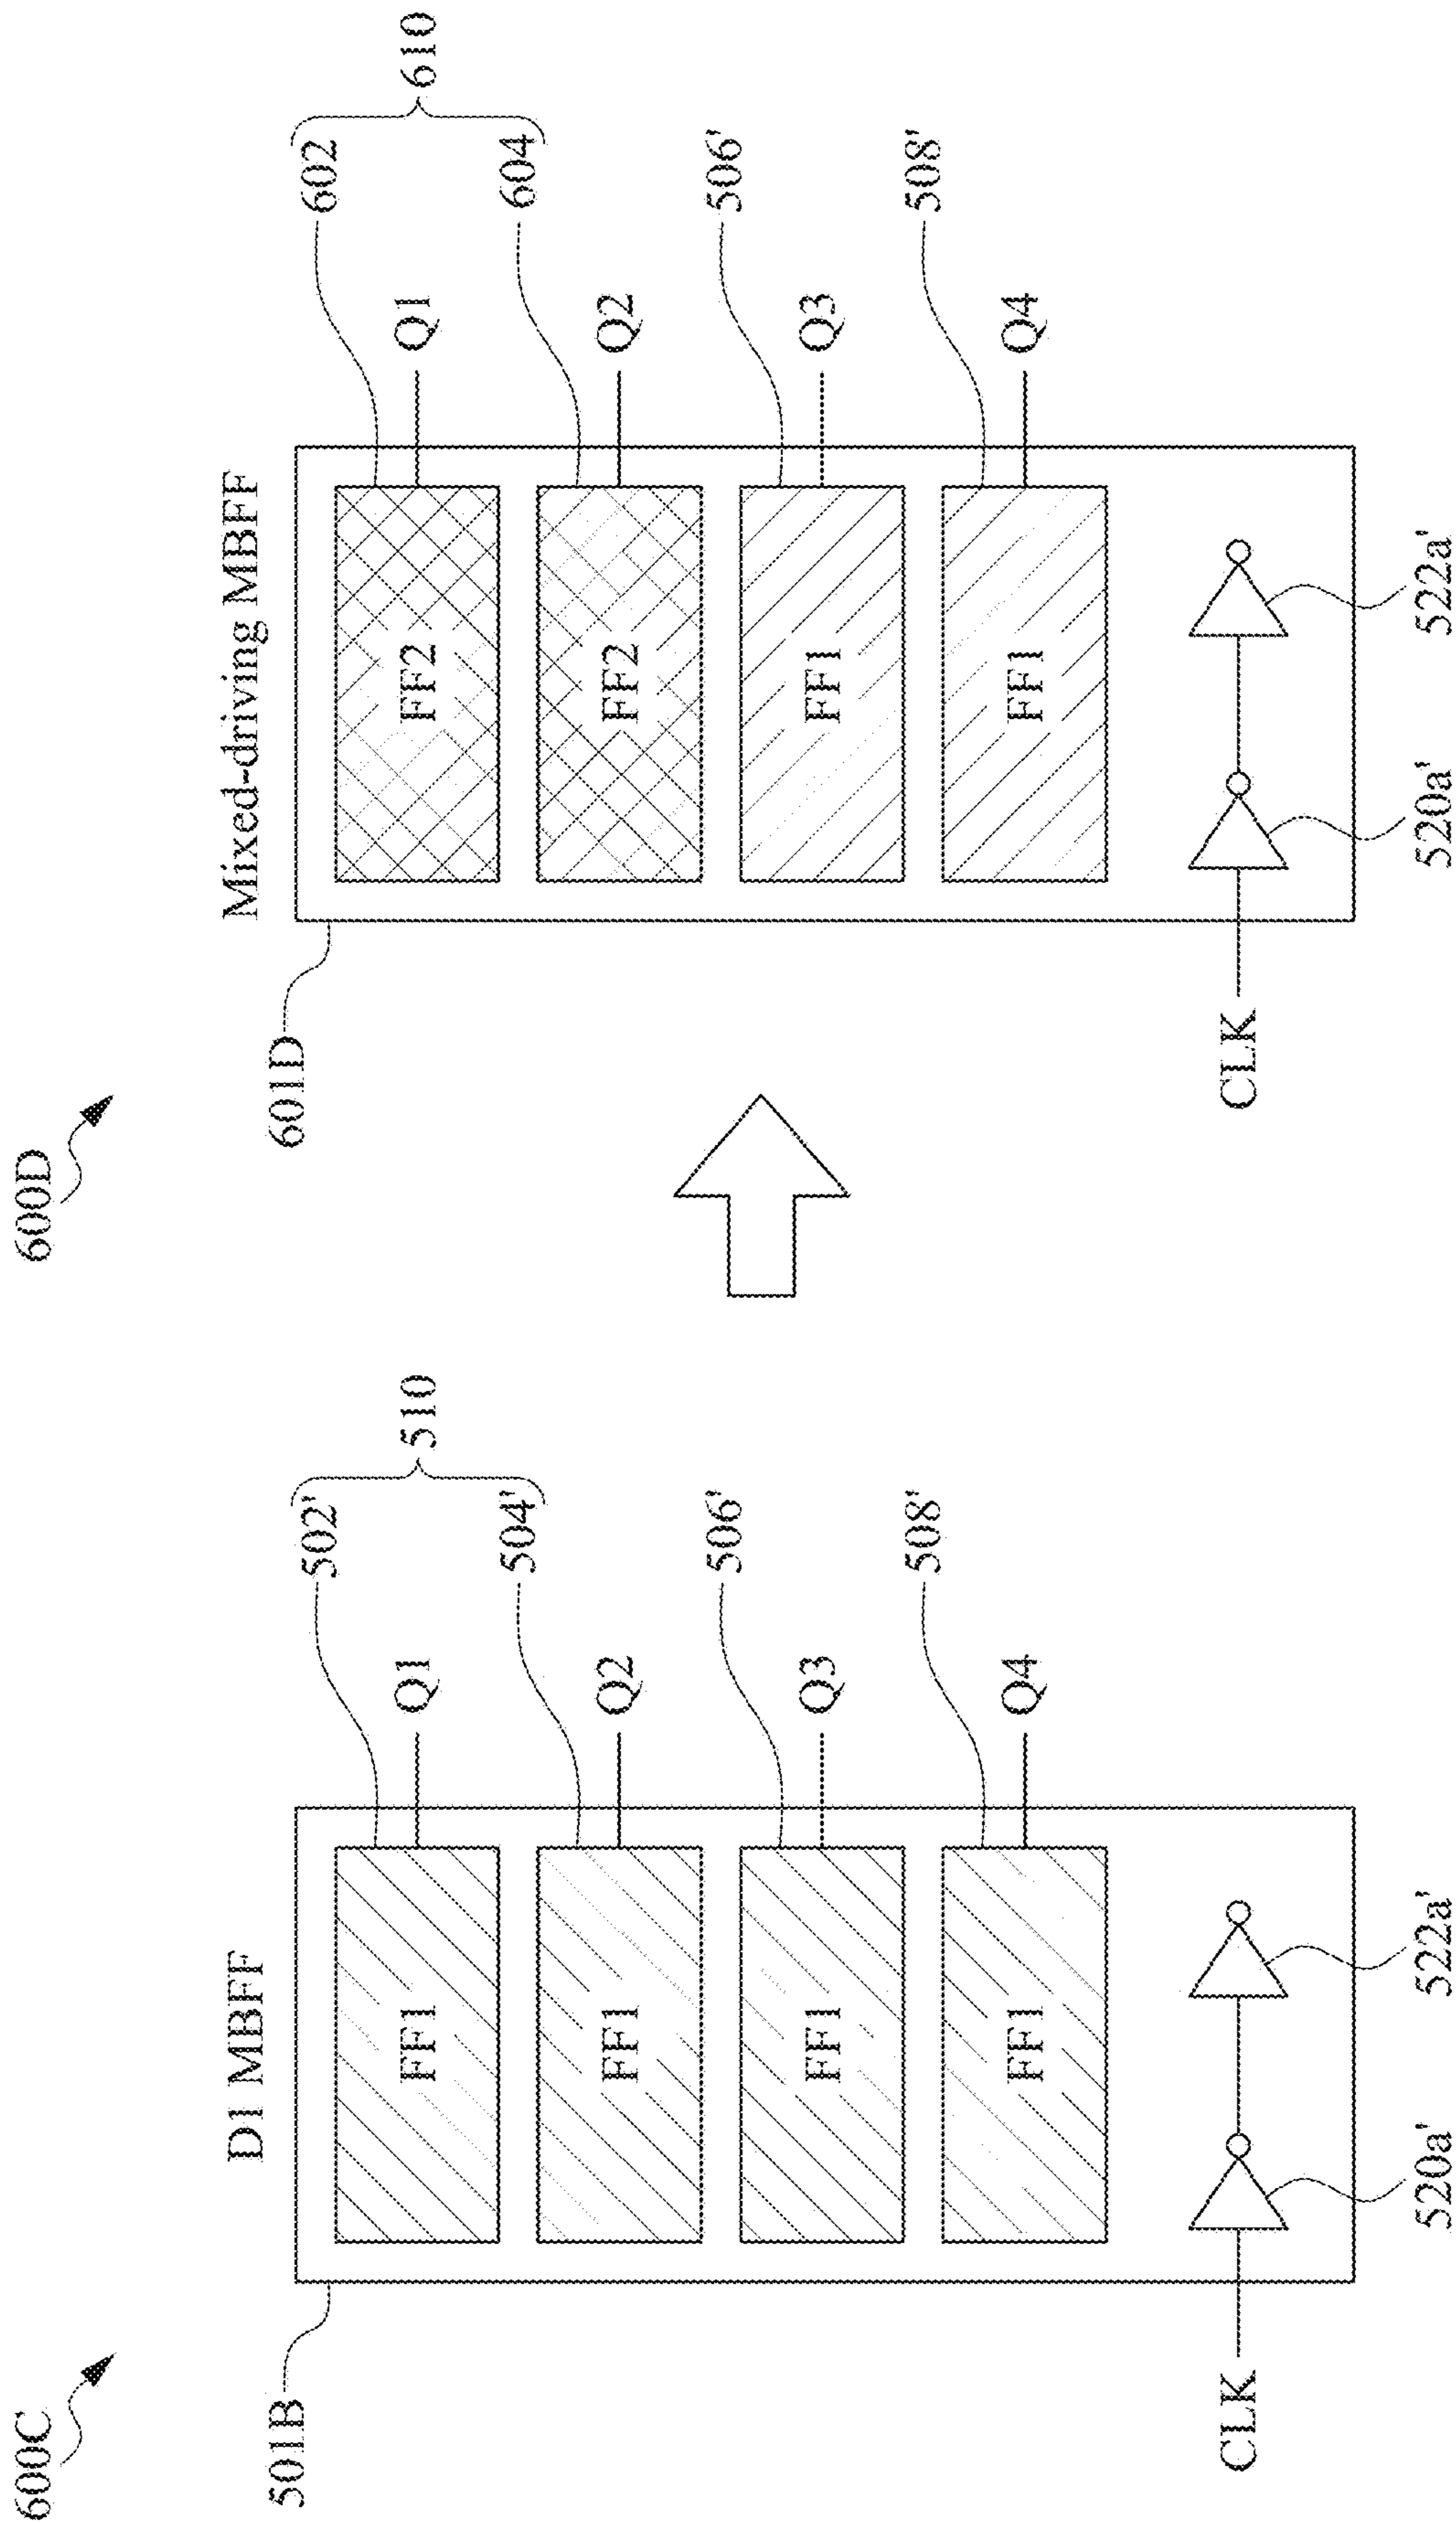 600C
501B
D1 MBFF
FF1
FF1
FF1
FF1
Q1
Q2
Q3
Q4
502'
504'
510
506'
508'
CLK
520a'
522a'
600D
601D
Mixed-driving MBFF
FF2
FF2
FF1
FF1
Q1
Q2
Q3
Q4
602
604
610
506'
508'
CLK
520a'
522a'